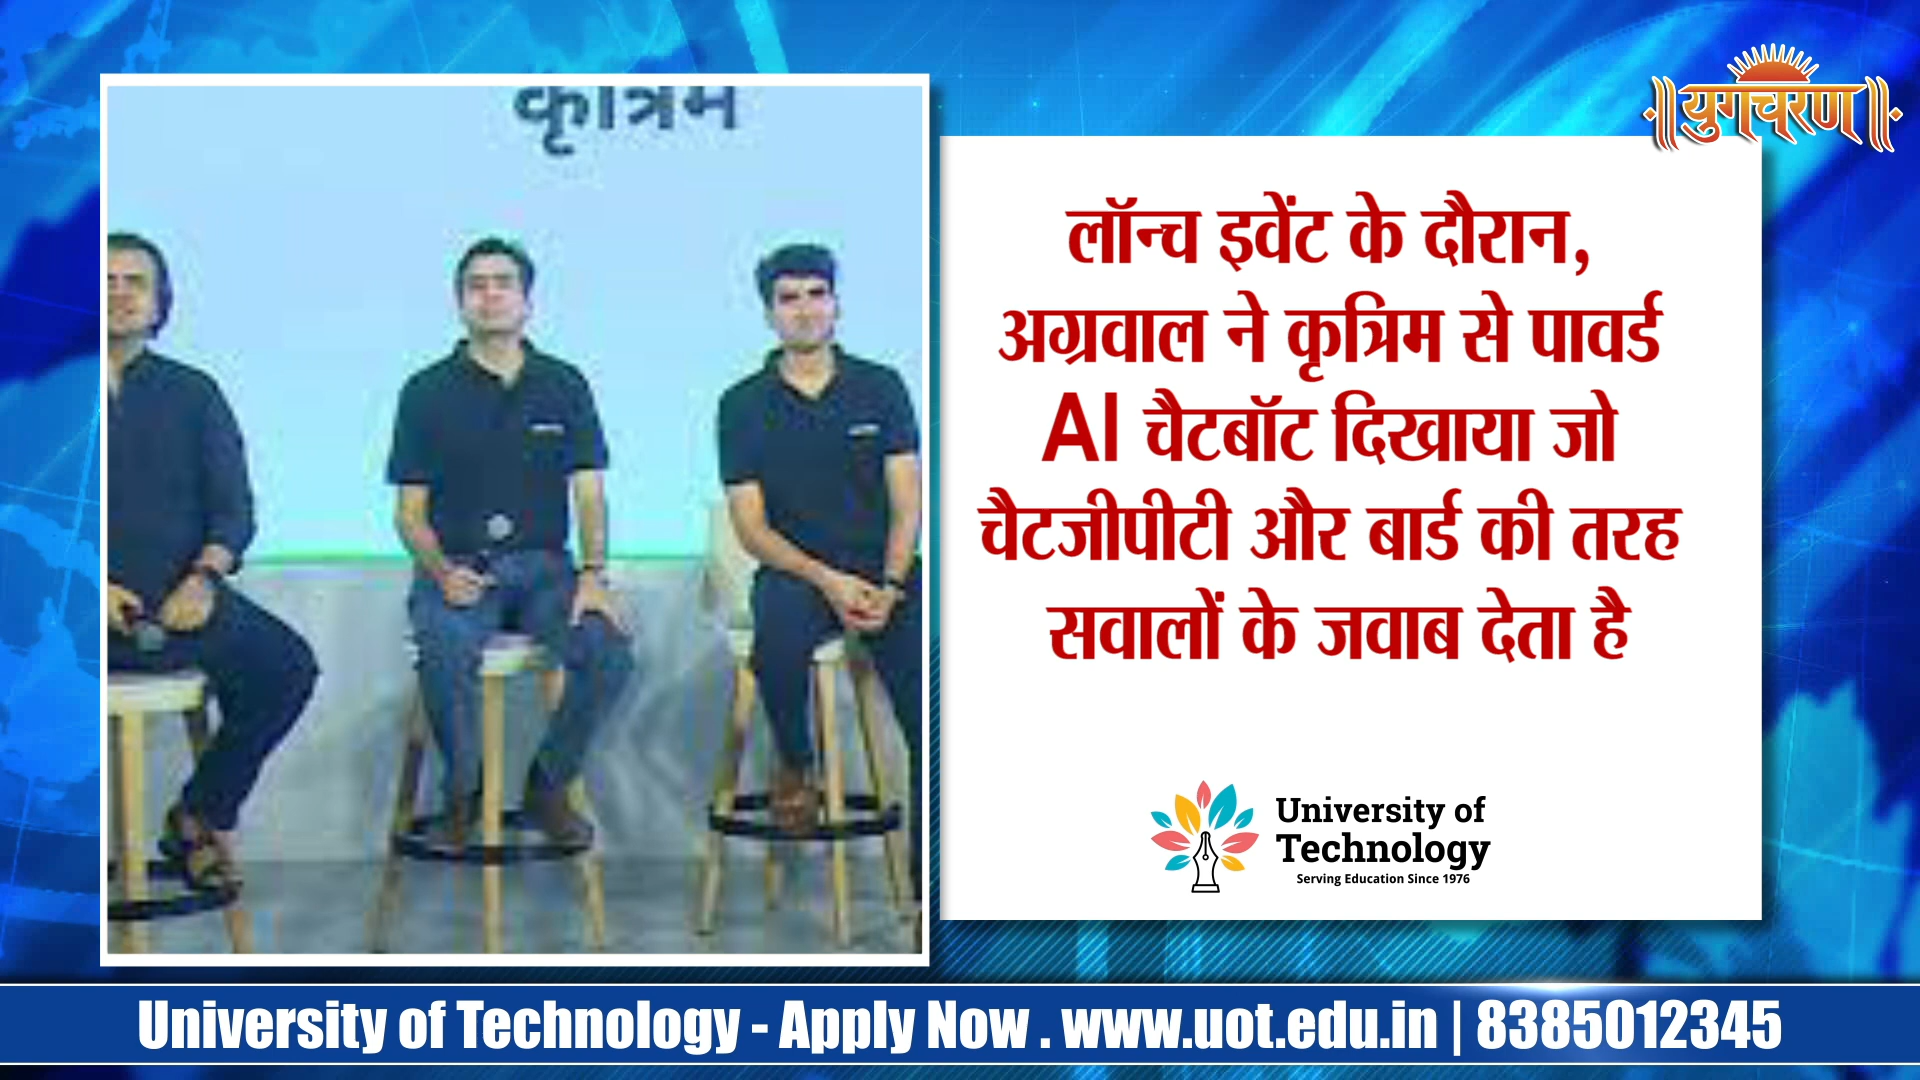 कृत्रिम
॥युगचरण॥
लॉन्च इवेंट के दौरान,
अग्रवाल ने कृत्रिम से पावर्ड
AI चैटबॉट दिखाया जो
चैटजीपीटी और बार्ड की तरह
सवालों के जवाब देता है
University of
Technology
Serving Education Since 1976
University of Technology - Apply Now . www.uot.edu.in | 8385012345